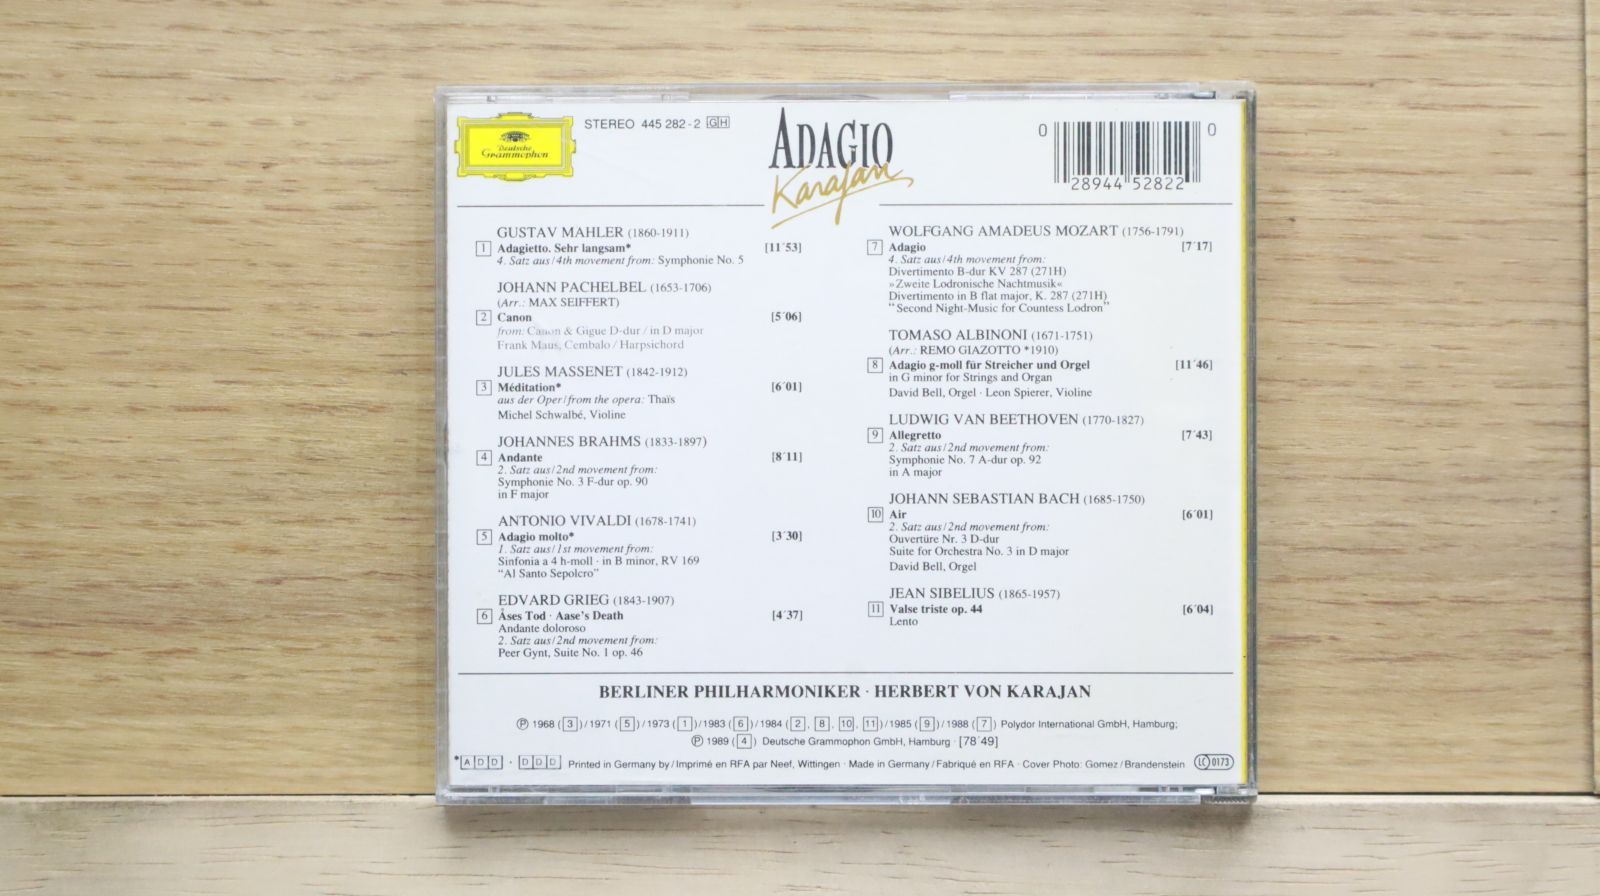 Deutsche
Grammophon
STEREO 445 282-2 GH
ADAGIO
Karajan
0 28944 52822 0
GUSTAV MAHLER (1860-1911)
1 Adagietto. Sehr langsam* [11´53]
4. Satz aus/4th movement from: Symphonie No. 5
JOHANN PACHELBEL (1653-1706)
(Arr.: MAX SEIFFERT)
2 Canon [5´06]
from: Canon & Gigue D-dur / in D major
Frank Maus, Cembalo / Harpsichord
JULES MASSENET (1842-1912)
3 Méditation* [6´01]
aus der Oper/from the opera: Thaïs
Michel Schwalbé, Violine
JOHANNES BRAHMS (1833-1897)
4 Andante [8´11]
2. Satz aus/2nd movement from:
Symphonie No. 3 F-dur op. 90
in F major
ANTONIO VIVALDI (1678-1741)
5 Adagio molto* [3´30]
1. Satz aus/1st movement from:
Sinfonia a 4 h-moll · in B minor, RV 169
"Al Santo Sepolcro"
EDVARD GRIEG (1843-1907)
6 Åses Tod · Aase's Death [4´37]
Andante doloroso
2. Satz aus/2nd movement from:
Peer Gynt, Suite No. 1 op. 46
WOLFGANG AMADEUS MOZART (1756-1791)
7 Adagio [7´17]
4. Satz aus/4th movement from:
Divertimento B-dur KV 287 (271H)
»Zweite Lodronische Nachtmusik«
Divertimento in B flat major, K. 287 (271H)
"Second Night-Music for Countess Lodron"
TOMASO ALBINONI (1671-1751)
(Arr.: REMO GIAZOTTO *1910)
8 Adagio g-moll für Streicher und Orgel [11´46]
in G minor for Strings and Organ
David Bell, Orgel · Leon Spierer, Violine
LUDWIG VAN BEETHOVEN (1770-1827)
9 Allegretto [7´43]
2. Satz aus/2nd movement from:
Symphonie No. 7 A-dur op. 92
in A major
JOHANN SEBASTIAN BACH (1685-1750)
10 Air [6´01]
2. Satz aus/2nd movement from:
Ouvertüre Nr. 3 D-dur
Suite for Orchestra No. 3 in D major
David Bell, Orgel
JEAN SIBELIUS (1865-1957)
11 Valse triste op. 44 [6´04]
Lento
BERLINER PHILHARMONIKER · HERBERT VON KARAJAN
℗ 1968 (3)/1971 (5)/1973 (1)/1983 (6)/1984 (2, 8, 10, 11)/1985 (9)/1988 (7) Polydor International GmbH, Hamburg;
℗ 1989 (4) Deutsche Grammophon GmbH, Hamburg · [78´49]
*ADD · DDD Printed in Germany by/Imprimé en RFA par Neef, Wittingen · Made in Germany/Fabriqué en RFA · Cover Photo: Gomez/Brandenstein LC 0173